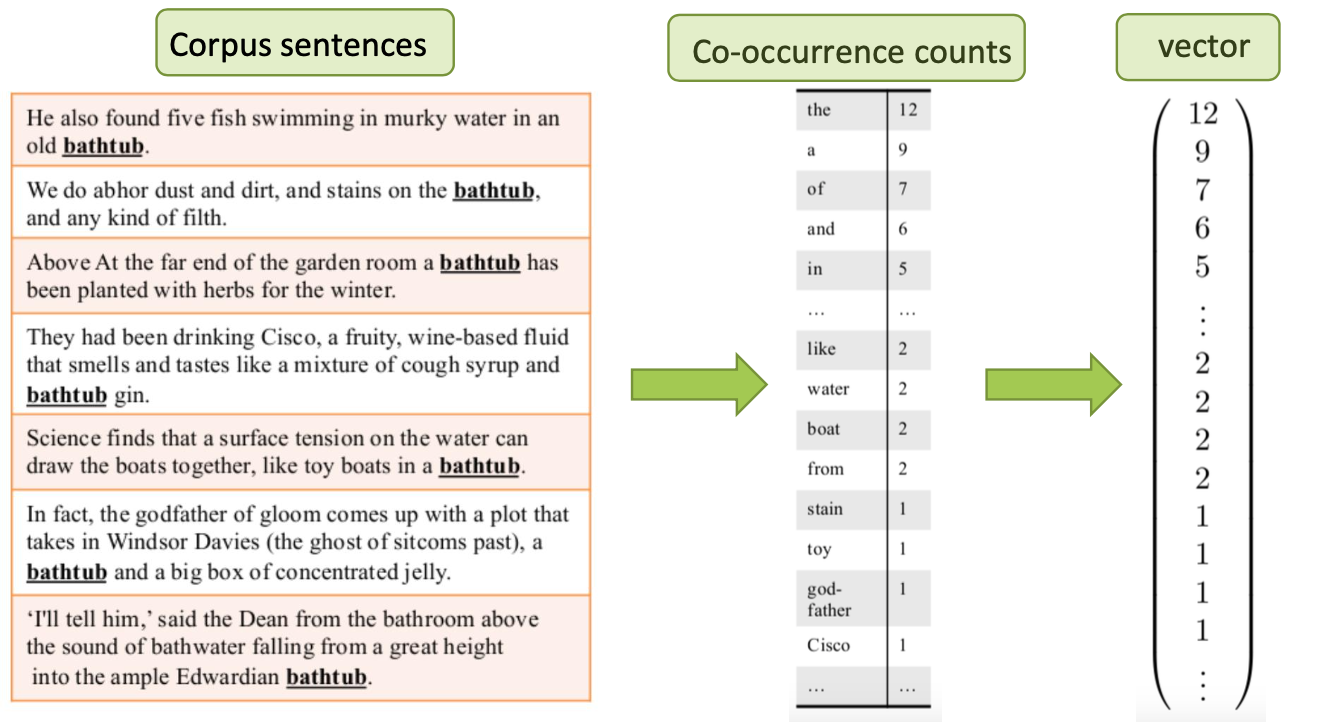 Corpus sentences
Co-occurrence counts
vector
He also found five fish swimming in murky water in an
old bathtub.
We do abhor dust and dirt, and stains on the bathtub,
and any kind of filth.
Above At the far end of the garden room a bathtub has
been planted with herbs for the winter.
They had been drinking Cisco, a fruity, wine-based fluid
that smells and tastes like a mixture of cough syrup and
bathtub gin.
Science finds that a surface tension on the water can
draw the boats together, like toy boats in a bathtub.
In fact, the godfather of gloom comes up with a plot that
takes in Windsor Davies (the ghost of sitcoms past), a
bathtub and a big box of concentrated jelly.
‘I'll tell him,’ said the Dean from the bathroom above
the sound of bathwater falling from a great height
into the ample Edwardian bathtub.
the 12
a 9
of 7
and 6
in 5
... ...
like 2
water 2
boat 2
from 2
stain 1
toy 1
god- 1
father
Cisco 1
... ...
12
9
7
6
5
⋮
2
2
2
2
1
1
1
1
⋮